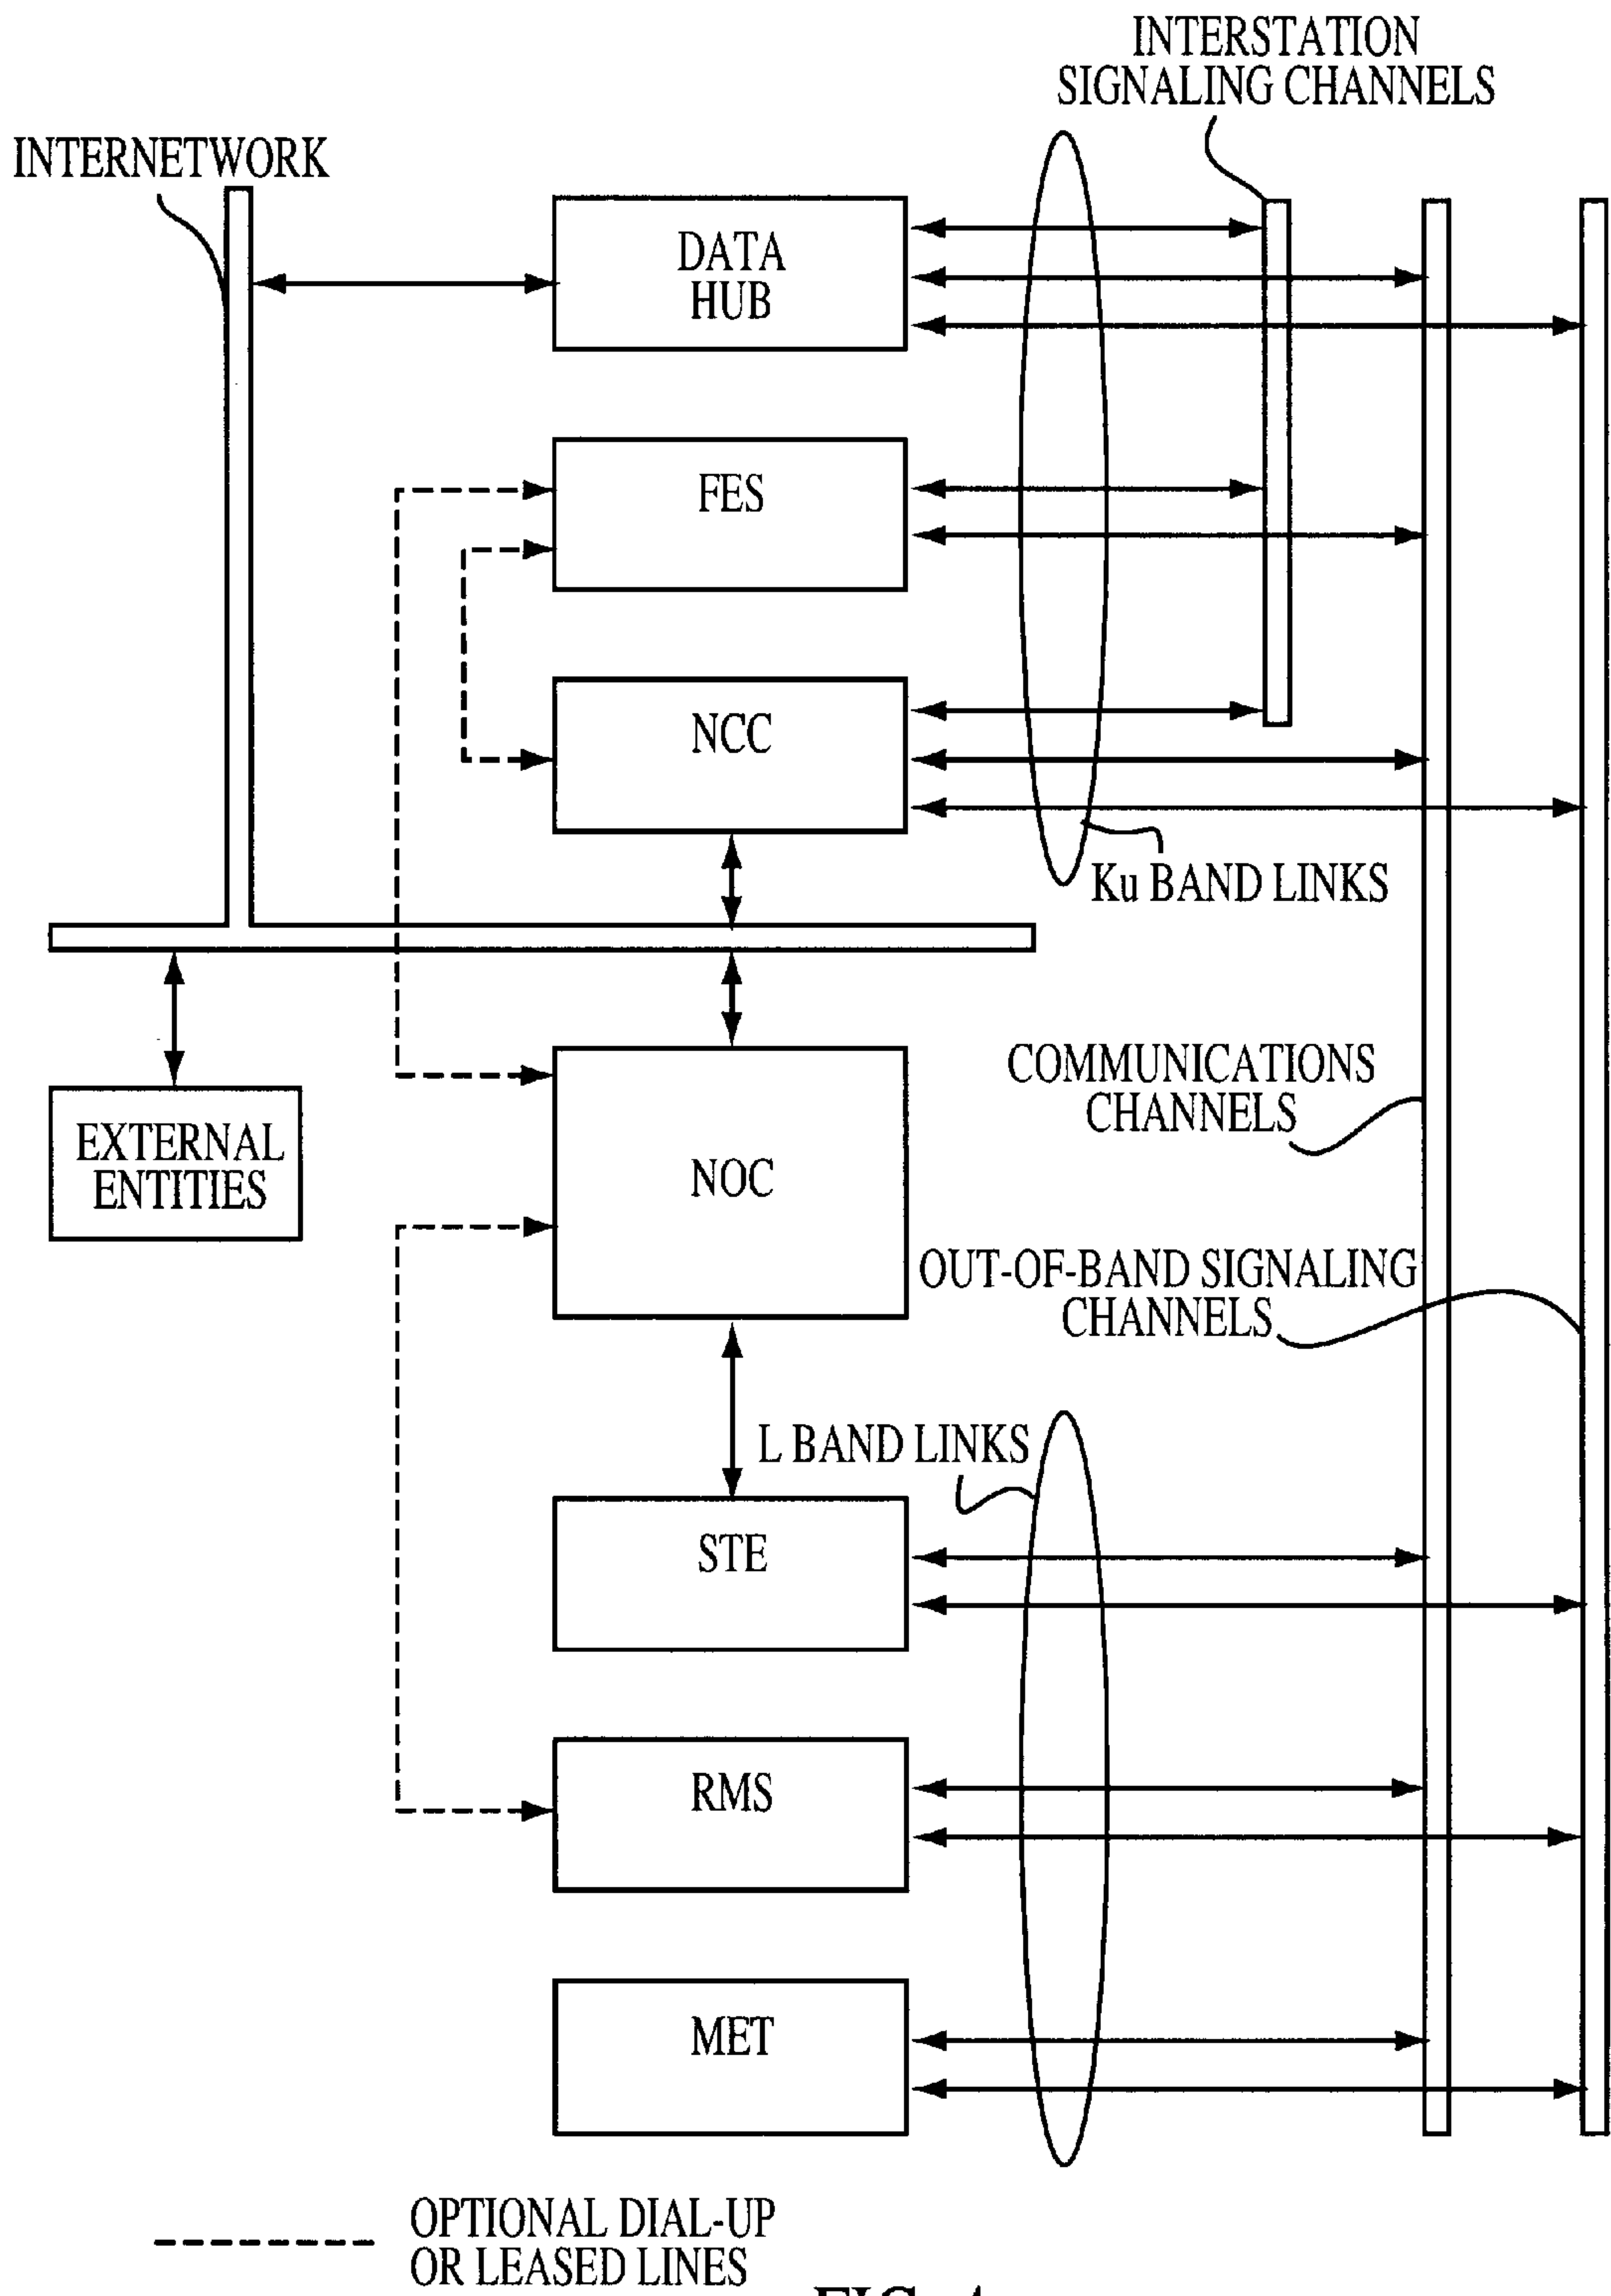 INTERSTATION
SIGNALING CHANNELS
INTERNETWORK
DATA
HUB
FES
NCC
Ku BAND LINKS
COMMUNICATIONS
CHANNELS
EXTERNAL
ENTITIES
NOC
OUT-OF-BAND SIGNALING
CHANNELS
L BAND LINKS
STE
RMS
MET
OPTIONAL DIAL-UP
OR LEASED LINES